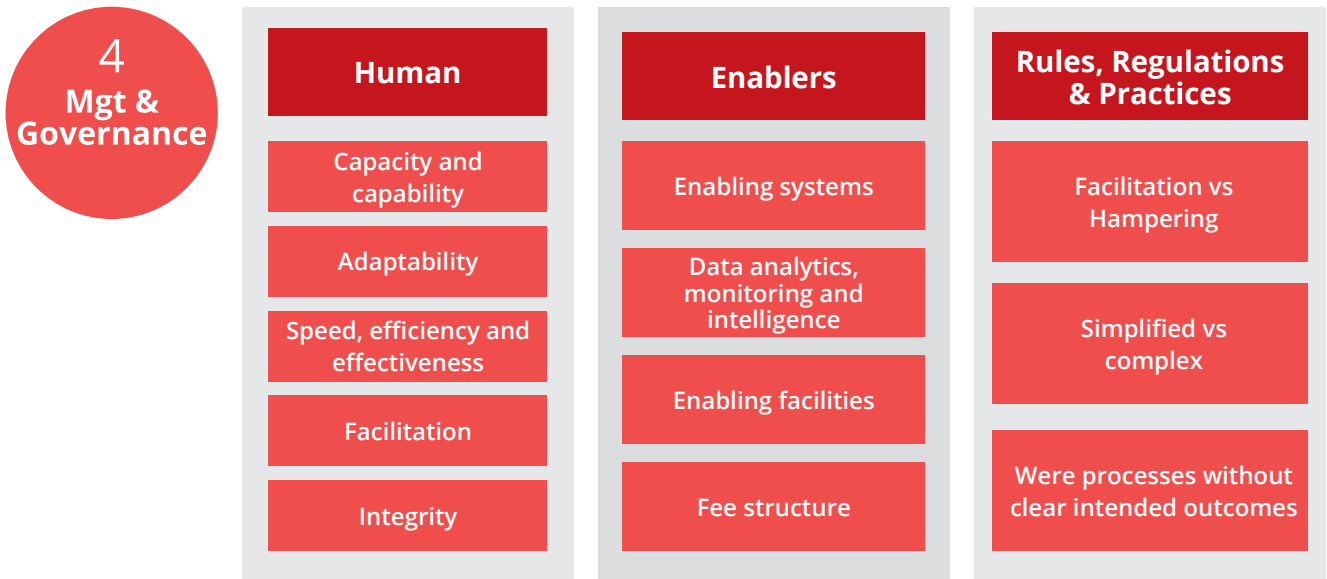 4
Mgt &
Governance
Human
Capacity and
capability
Adaptability
Speed, efficiency and
effectiveness
Facilitation
Integrity
Enablers
Enabling systems
Data analytics,
monitoring and
intelligence
Enabling facilities
Fee structure
Rules, Regulations
& Practices
Facilitation vs
Hampering
Simplified vs
complex
Were processes without
clear intended outcomes